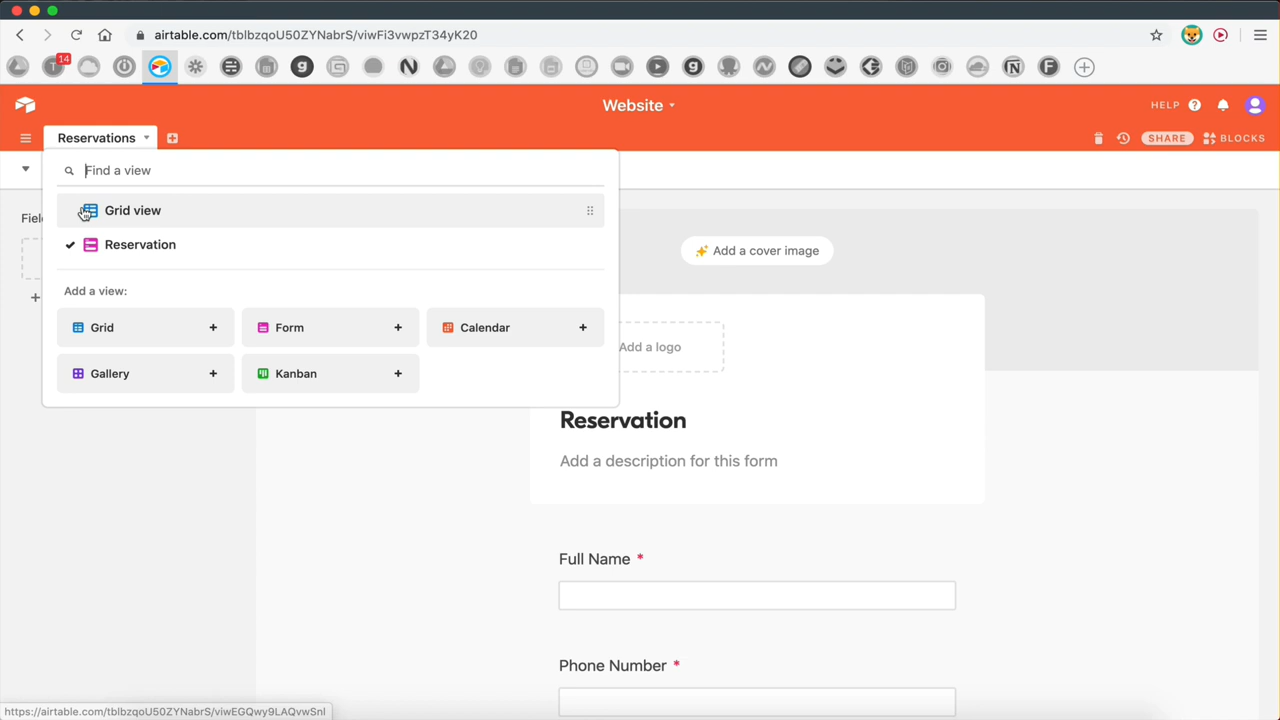 airtable.com/tblbzqoU50ZYNabrS/viwFi3vwpzT34yK20
14
Website
HELP
Reservations
SHARE
BLOCKS
Find a view
Grid view
Reservation
Add a view:
Grid
Form
Calendar
Gallery
Kanban
Fiel
Add a cover image
Add a logo
Reservation
Add a description for this form
Full Name *
Phone Number *
https://airtable.com/tblbzqoU50ZYNabrS/viwEGQwy9LAQvwSnI